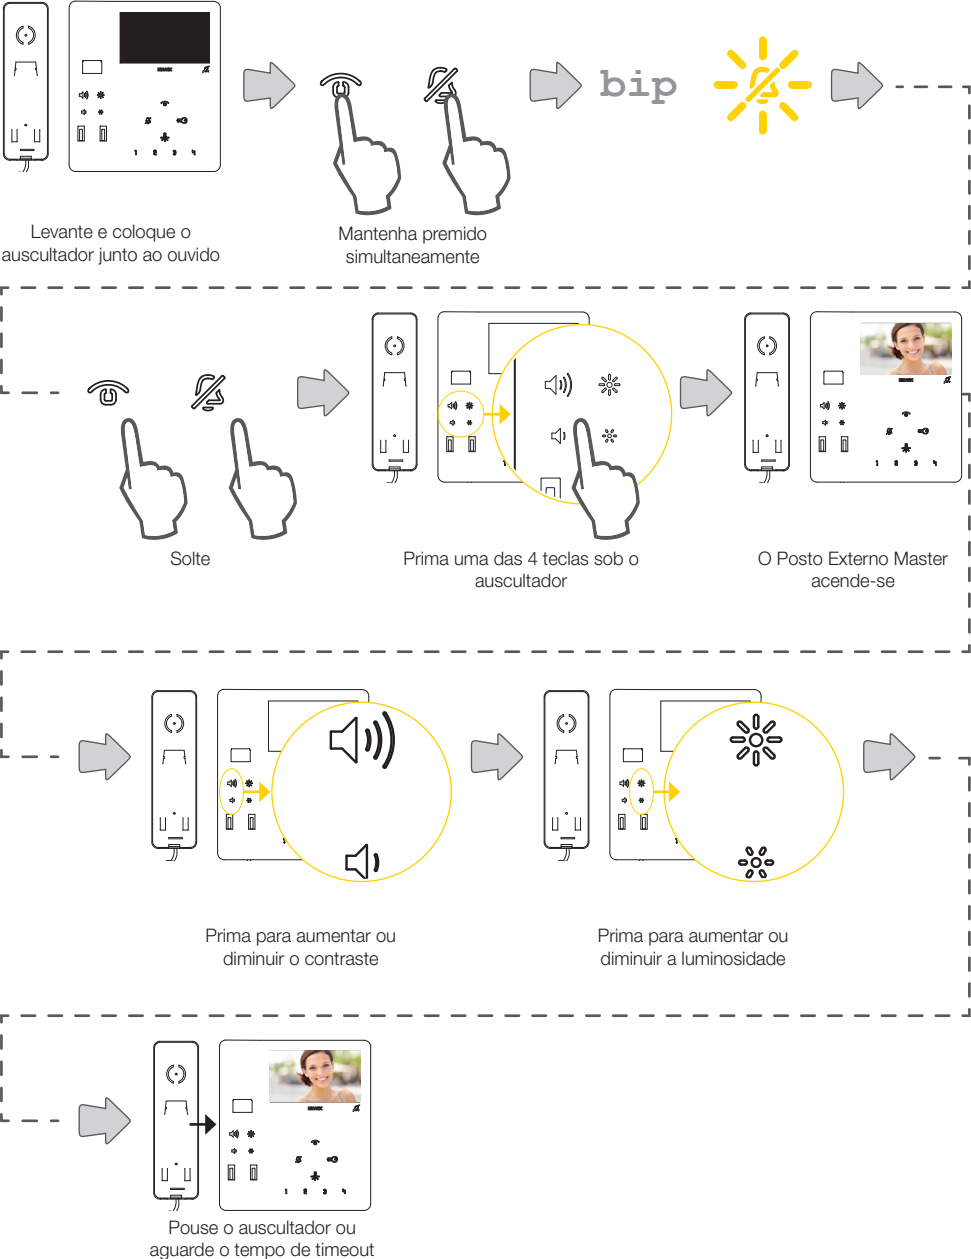 bip
Levante e coloque o
auscultador junto ao ouvido
Mantenha premido
simultaneamente
Solte
Prima uma das 4 teclas sob o
auscultador
O Posto Externo Master
acende-se
Prima para aumentar ou
diminuir o contraste
Prima para aumentar ou
diminuir a luminosidade
Pouse o auscultador ou
aguarde o tempo de timeout